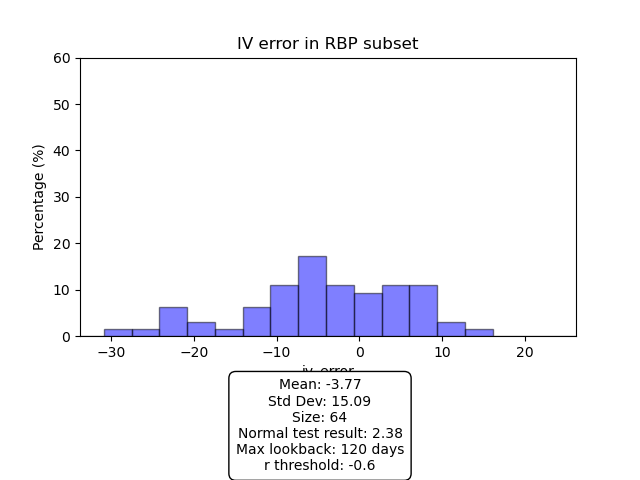 IV error in RBP subset
60
50
40
30
20
10
0
Percentage (%)
−30 −20 −10 0 10 20
iv_error
Mean: -3.77
Std Dev: 15.09
Size: 64
Normal test result: 2.38
Max lookback: 120 days
r threshold: -0.6